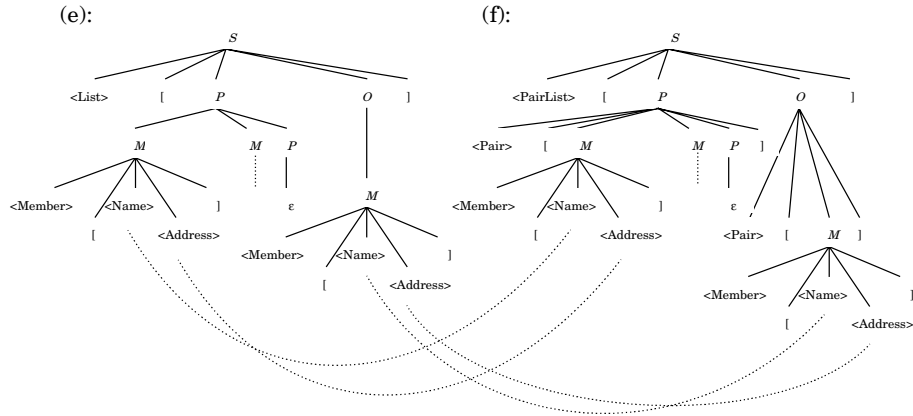 (e): (f):
S S
<List> [ P O ] <PairList> [ P O ]
M M P <Pair> [ M M P ]
<Member> <Name> ] ε M <Member> <Name> ] ε
[ <Address> [ <Address> <Pair> [ M ]
<Member> <Name> ]
[ <Address> <Member> <Name> ]
[ <Address>